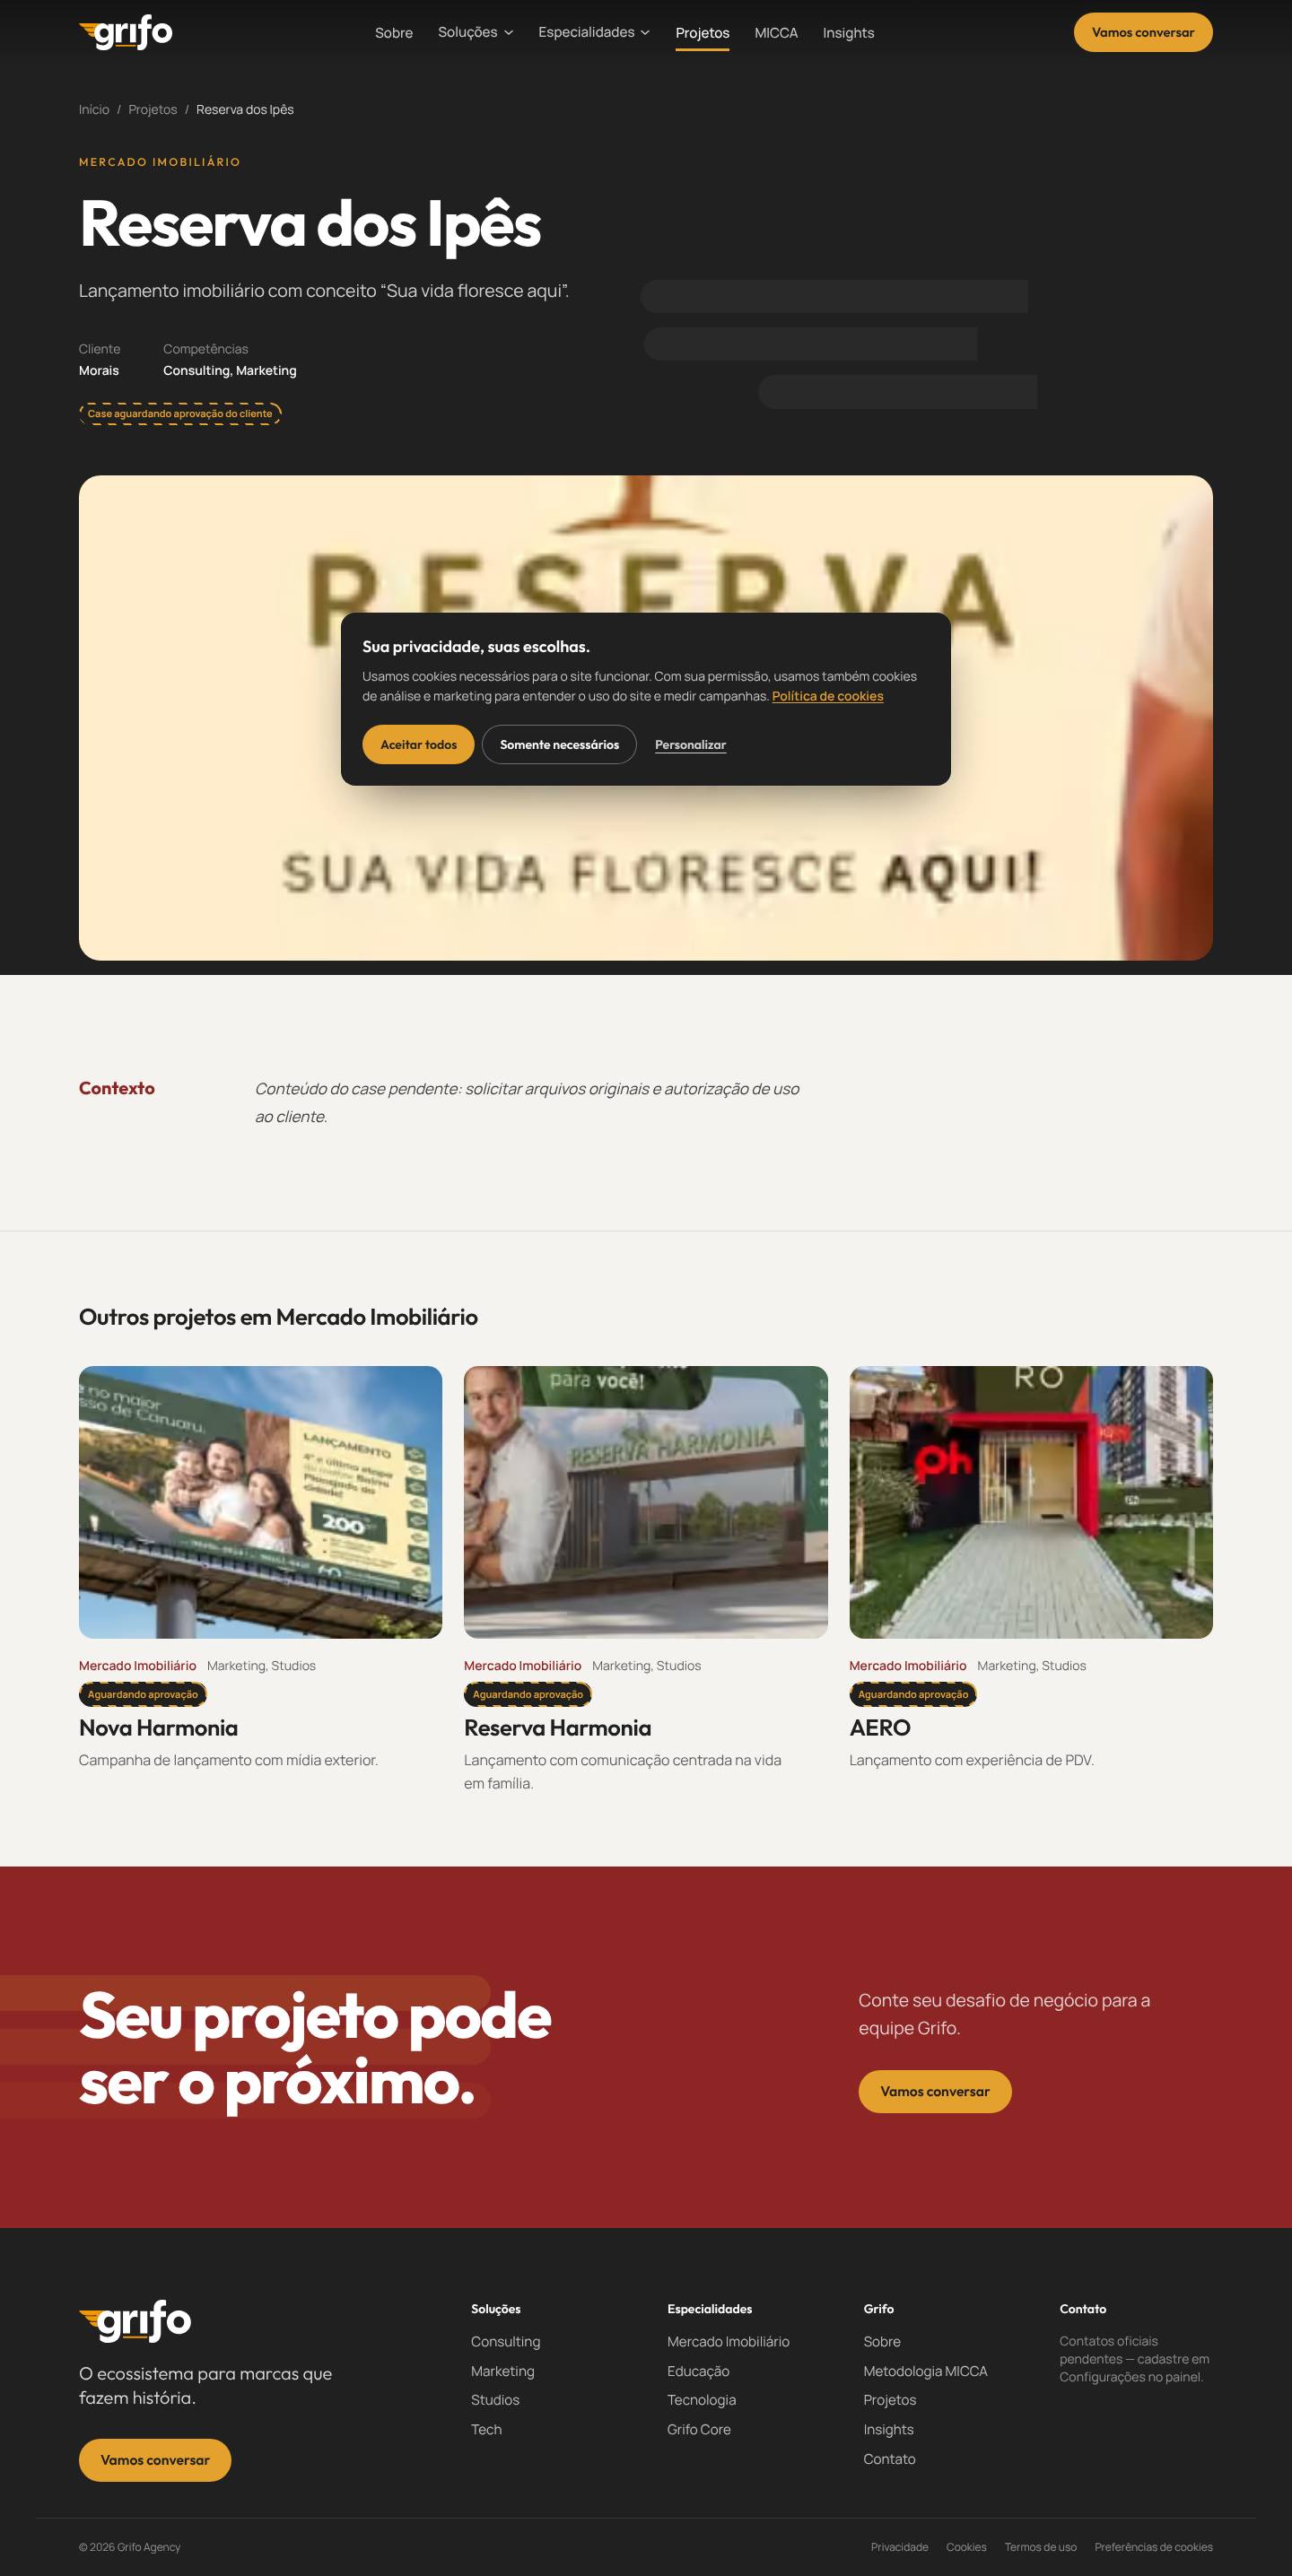 grifo
Sobre
Soluções
Especialidades
Projetos
MICCA
Insights
Vamos conversar
Início / Projetos / Reserva dos Ipês
MERCADO IMOBILIÁRIO
Reserva dos Ipês
Lançamento imobiliário com conceito “Sua vida floresce aqui”.
Cliente
Morais
Competências
Consulting, Marketing
Case aguardando aprovação do cliente
RESERVA
Sua privacidade, suas escolhas.
Usamos cookies necessários para o site funcionar. Com sua permissão, usamos também cookies
de análise e marketing para entender o uso do site e medir campanhas. Política de cookies
Aceitar todos
Somente necessários
Personalizar
SUA VIDA FLORESCE AQUI!
Contexto
Conteúdo do case pendente: solicitar arquivos originais e autorização de uso
ao cliente.
Outros projetos em Mercado Imobiliário
no maior
de Caruaru.
LANÇAMENTO
4ª e última etapa
200
para você!
RESERVA HARMONIA
RO
ph
Mercado Imobiliário Marketing, Studios
Aguardando aprovação
Nova Harmonia
Campanha de lançamento com mídia exterior.
Mercado Imobiliário Marketing, Studios
Aguardando aprovação
Reserva Harmonia
Lançamento com comunicação centrada na vida
em família.
Mercado Imobiliário Marketing, Studios
Aguardando aprovação
AERO
Lançamento com experiência de PDV.
Seu projeto pode
ser o próximo.
Conte seu desafio de negócio para a
equipe Grifo.
Vamos conversar
grifo
O ecossistema para marcas que
fazem história.
Vamos conversar
Soluções
Consulting
Marketing
Studios
Tech
Especialidades
Mercado Imobiliário
Educação
Tecnologia
Grifo Core
Grifo
Sobre
Metodologia MICCA
Projetos
Insights
Contato
Contato
Contatos oficiais
pendentes — cadastre em
Configurações no painel.
© 2026 Grifo Agency
Privacidade
Cookies
Termos de uso
Preferências de cookies